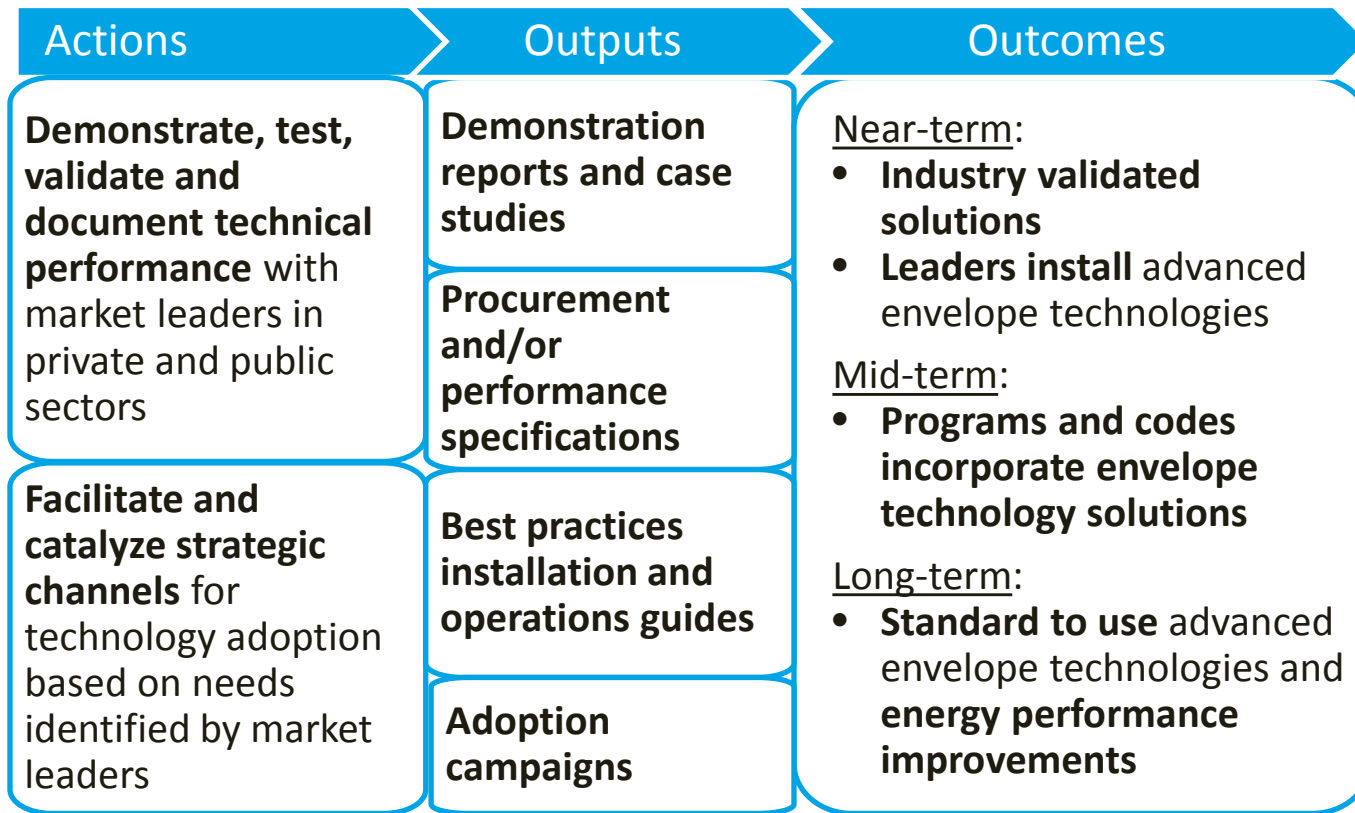 Actions
Outputs
Outcomes
Demonstrate, test,
validate and
document technical
performance with
market leaders in
private and public
sectors
Facilitate and
catalyze strategic
channels for
technology adoption
based on needs
identified by market
leaders
Demonstration
reports and case
studies
Procurement
and/or
performance
specifications
Best practices
installation and
operations guides
Adoption
campaigns
Near-term:
• Industry validated
solutions
• Leaders install advanced
envelope technologies
Mid-term:
• Programs and codes
incorporate envelope
technology solutions
Long-term:
• Standard to use advanced
envelope technologies and
energy performance
improvements